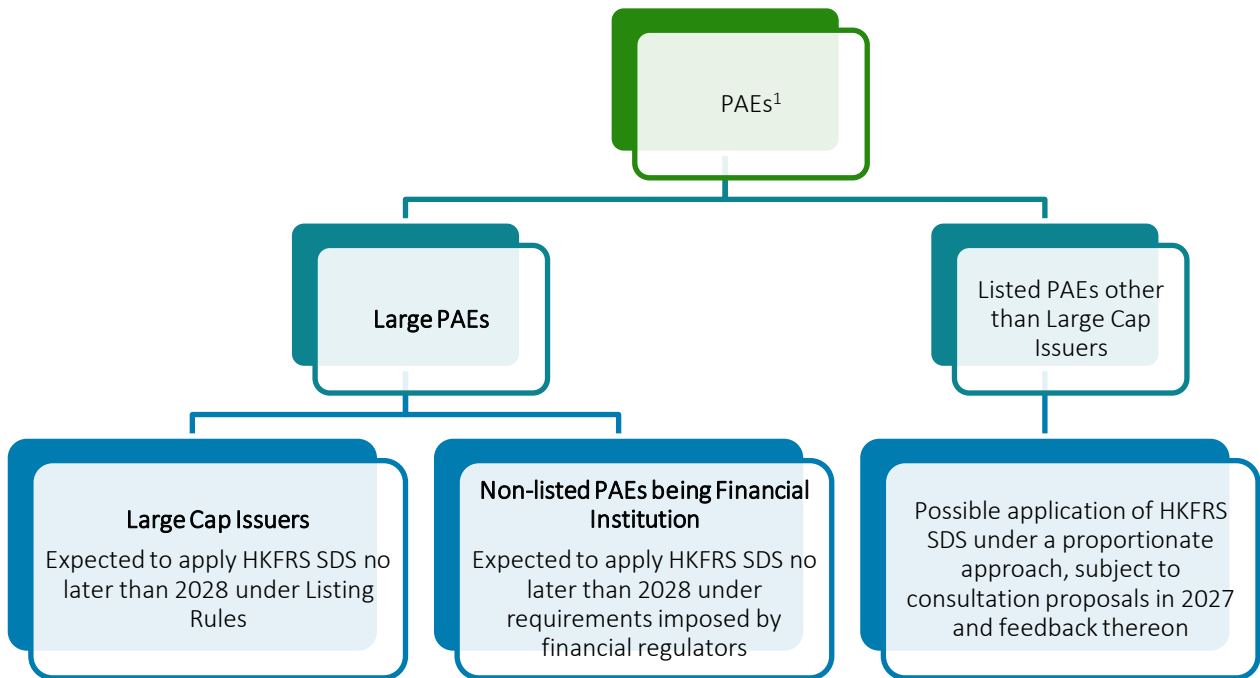 PAEs¹
Large PAEs
Listed PAEs other
than Large Cap
Issuers
Large Cap Issuers
Expected to apply HKFRS SDS no
later than 2028 under Listing
Rules
Non-listed PAEs being Financial
Institution
Expected to apply HKFRS SDS no
later than 2028 under
requirements imposed by
financial regulators
Possible application of HKFRS
SDS under a proportionate
approach, subject to
consultation proposals in 2027
and feedback thereon